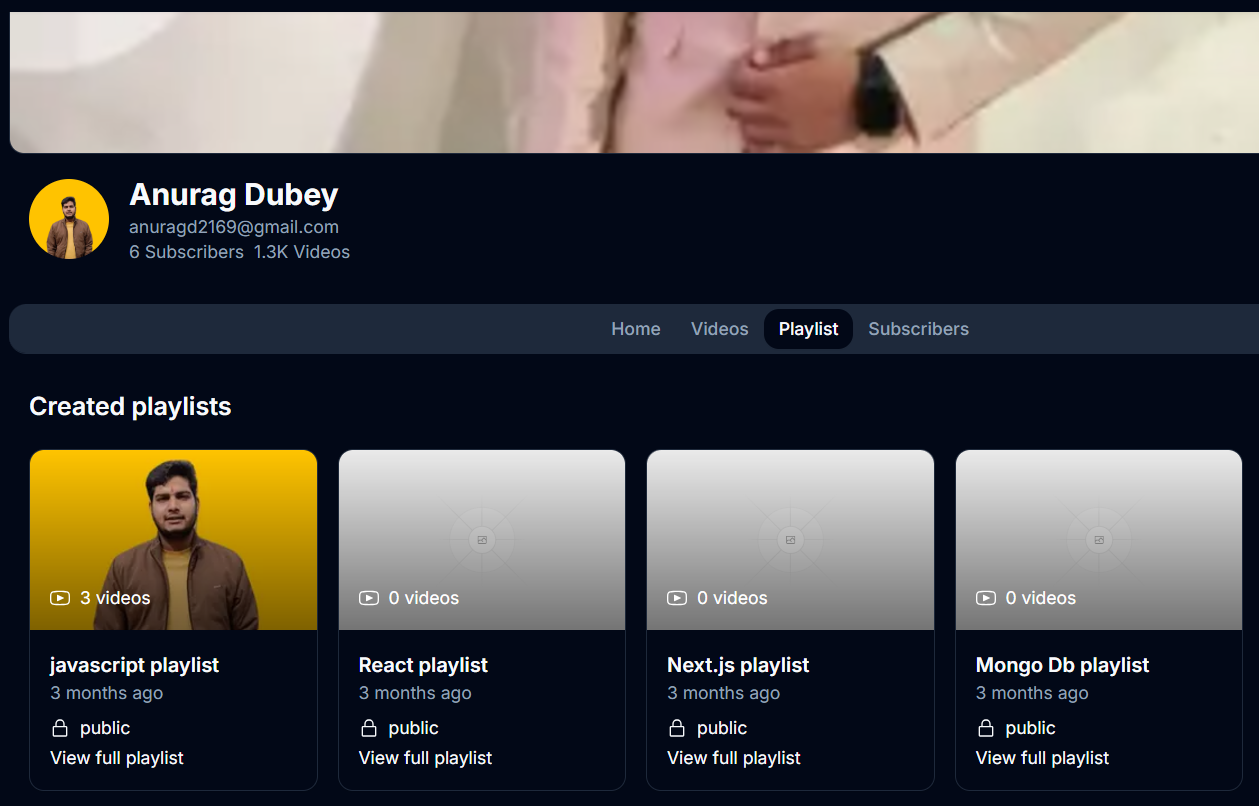 Anurag Dubey
anuragd2169@gmail.com
6 Subscribers 1.3K Videos
Home Videos Playlist Subscribers
Created playlists
3 videos
javascript playlist
3 months ago
public
View full playlist
0 videos
React playlist
3 months ago
public
View full playlist
0 videos
Next.js playlist
3 months ago
public
View full playlist
0 videos
Mongo Db playlist
3 months ago
public
View full playlist